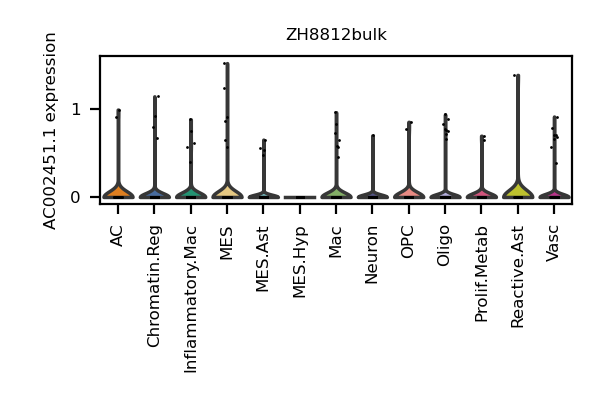 ZH8812bulk
AC002451.1 expression
1
0
AC
Chromatin.Reg
Inflammatory.Mac
MES
MES.Ast
MES.Hyp
Mac
Neuron
OPC
Oligo
Prolif.Metab
Reactive.Ast
Vasc